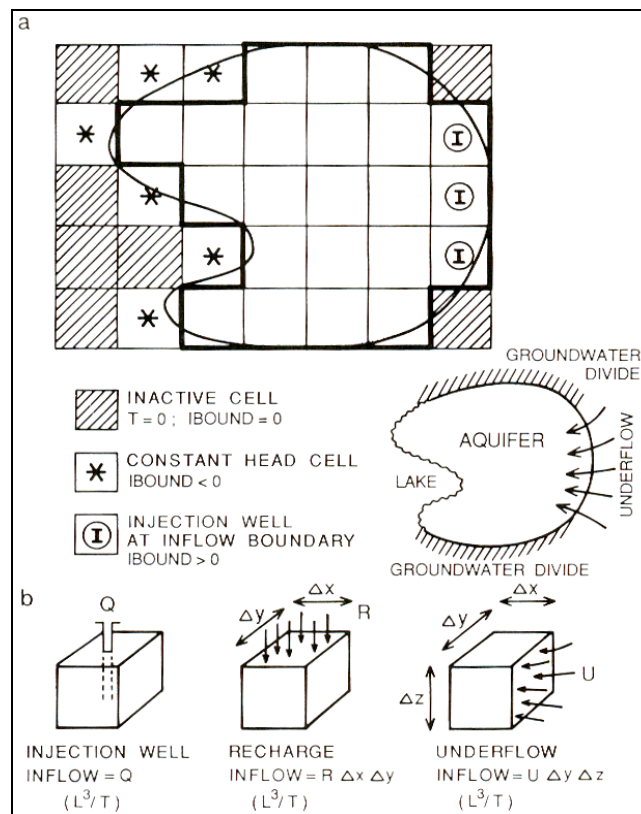 a
I
I
I
INACTIVE CELL
T = 0 ; IBOUND = 0
CONSTANT HEAD CELL
IBOUND < 0
I
INJECTION WELL
AT INFLOW BOUNDARY
IBOUND > 0
GROUNDWATER
DIVIDE
AQUIFER
LAKE
UNDERFLOW
GROUNDWATER DIVIDE
b
Q
INJECTION WELL
INFLOW = Q
(L³/T)
Δy
Δx
R
RECHARGE
INFLOW = R Δx Δy
(L³/T)
Δx
Δy
Δz
U
UNDERFLOW
INFLOW = U Δy Δz
(L³/T)